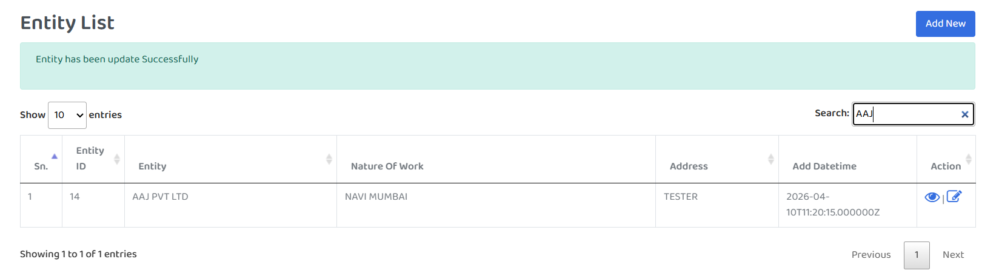 Entity List
Add New
Entity has been update Successfully
Show 10 entries
Search: AAJ
Sn. Entity ID Entity Nature Of Work Address Add Datetime Action
1 14 AAJ PVT LTD NAVI MUMBAI TESTER 2026-04-
10T11:20:15.000000Z |
Showing 1 to 1 of 1 entries
Previous 1 Next